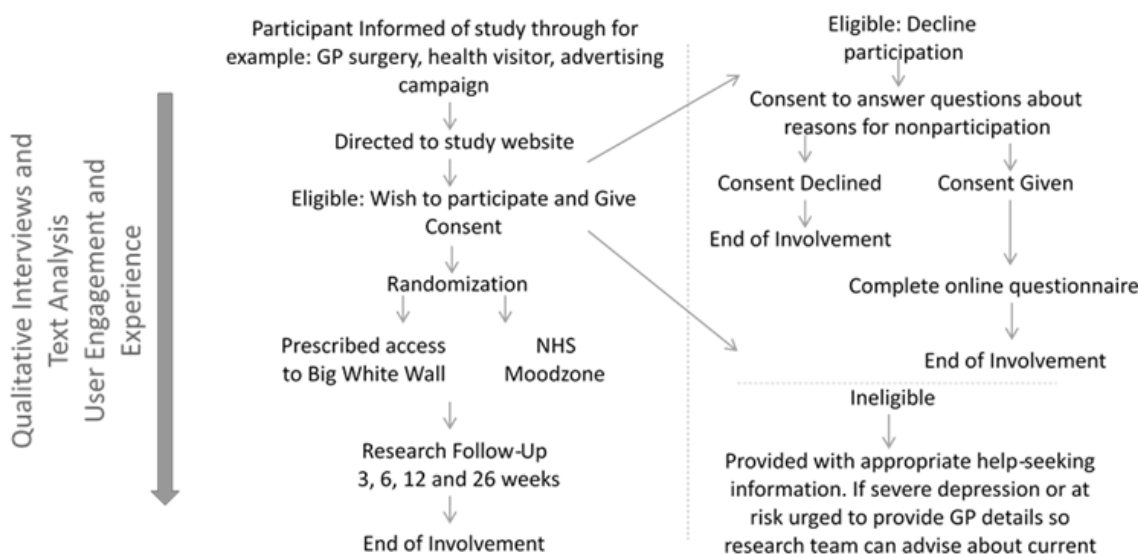 Qualitative Interviews and
Text Analysis
User Engagement and
Experience
Participant Informed of study through for
example: GP surgery, health visitor, advertising
campaign
Directed to study website
Eligible: Wish to participate and Give
Consent
Randomization
Prescribed access
to Big White Wall
NHS
Moodzone
Research Follow-Up
3, 6, 12 and 26 weeks
End of Involvement
Eligible: Decline
participation
Consent to answer questions about
reasons for nonparticipation
Consent Declined
End of Involvement
Consent Given
Complete online questionnaire
End of Involvement
Ineligible
Provided with appropriate help-seeking
information. If severe depression or at
risk urged to provide GP details so
research team can advise about current